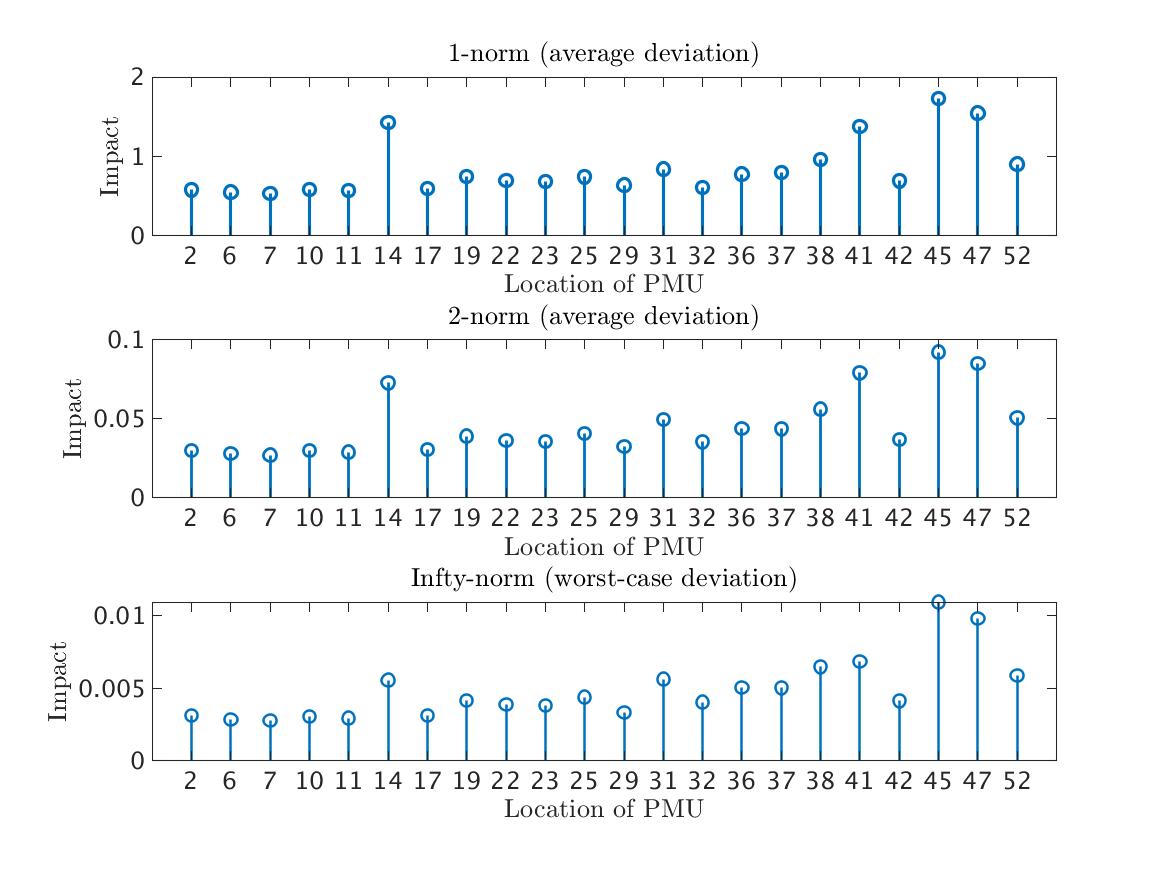 1-norm (average deviation)
2
1
0
Impact
2 6 7 10 11 14 17 19 22 23 25 29 31 32 36 37 38 41 42 45 47 52
Location of PMU
2-norm (average deviation)
0.1
0.05
0
Impact
2 6 7 10 11 14 17 19 22 23 25 29 31 32 36 37 38 41 42 45 47 52
Location of PMU
Infty-norm (worst-case deviation)
0.01
0.005
0
Impact
2 6 7 10 11 14 17 19 22 23 25 29 31 32 36 37 38 41 42 45 47 52
Location of PMU